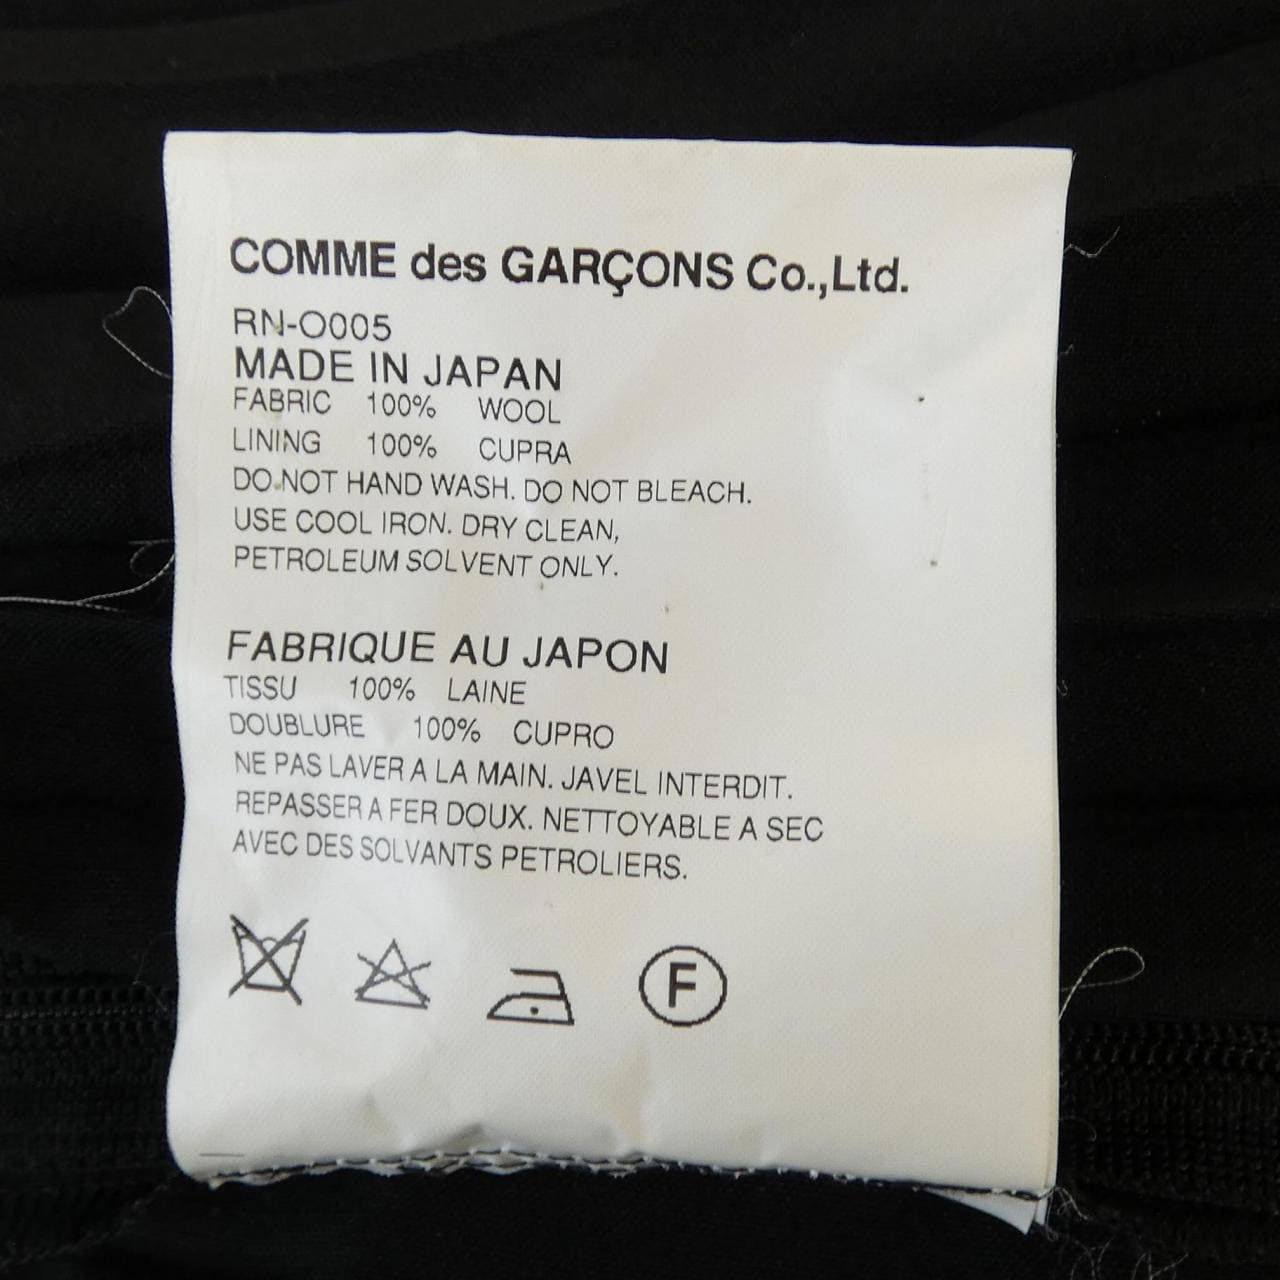 COMME des GARÇONS Co.,Ltd.
RN-O005
MADE IN JAPAN
FABRIC 100% WOOL
LINING 100% CUPRA
DO NOT HAND WASH. DO NOT BLEACH.
USE COOL IRON. DRY CLEAN,
PETROLEUM SOLVENT ONLY.
FABRIQUE AU JAPON
TISSU 100% LAINE
DOUBLURE 100% CUPRO
NE PAS LAVER A LA MAIN. JAVEL INTERDIT.
REPASSER A FER DOUX. NETTOYABLE A SEC
AVEC DES SOLVANTS PETROLIERS.
F